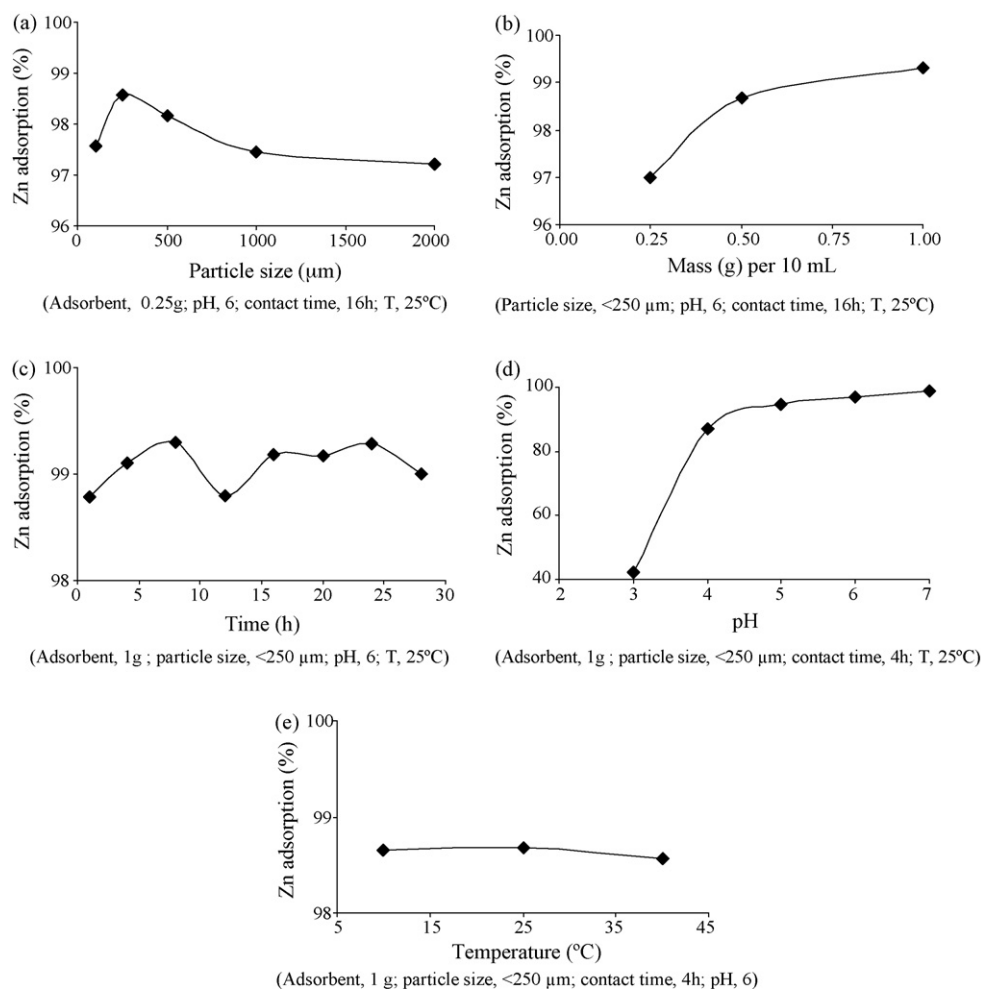 (a)
100
99
98
97
96
Zn adsorption (%)
0 500 1000 1500 2000
Particle size (µm)
(Adsorbent, 0.25g; pH, 6; contact time, 16h; T, 25ºC)
(b)
100
99
98
97
96
Zn adsorption (%)
0.00 0.25 0.50 0.75 1.00
Mass (g) per 10 mL
(Particle size, <250 µm; pH, 6; contact time, 16h; T, 25ºC)
(c)
100
99
98
Zn adsorption (%)
0 5 10 15 20 25 30
Time (h)
(Adsorbent, 1g ; particle size, <250 µm; pH, 6; T, 25ºC)
(d)
100
80
60
40
Zn adsorption (%)
2 3 4 5 6 7
pH
(Adsorbent, 1g ; particle size, <250 µm; contact time, 4h; T, 25ºC)
(e)
100
99
98
Zn adsorption (%)
5 15 25 35 45
Temperature (ºC)
(Adsorbent, 1 g; particle size, <250 µm; contact time, 4h; pH, 6)